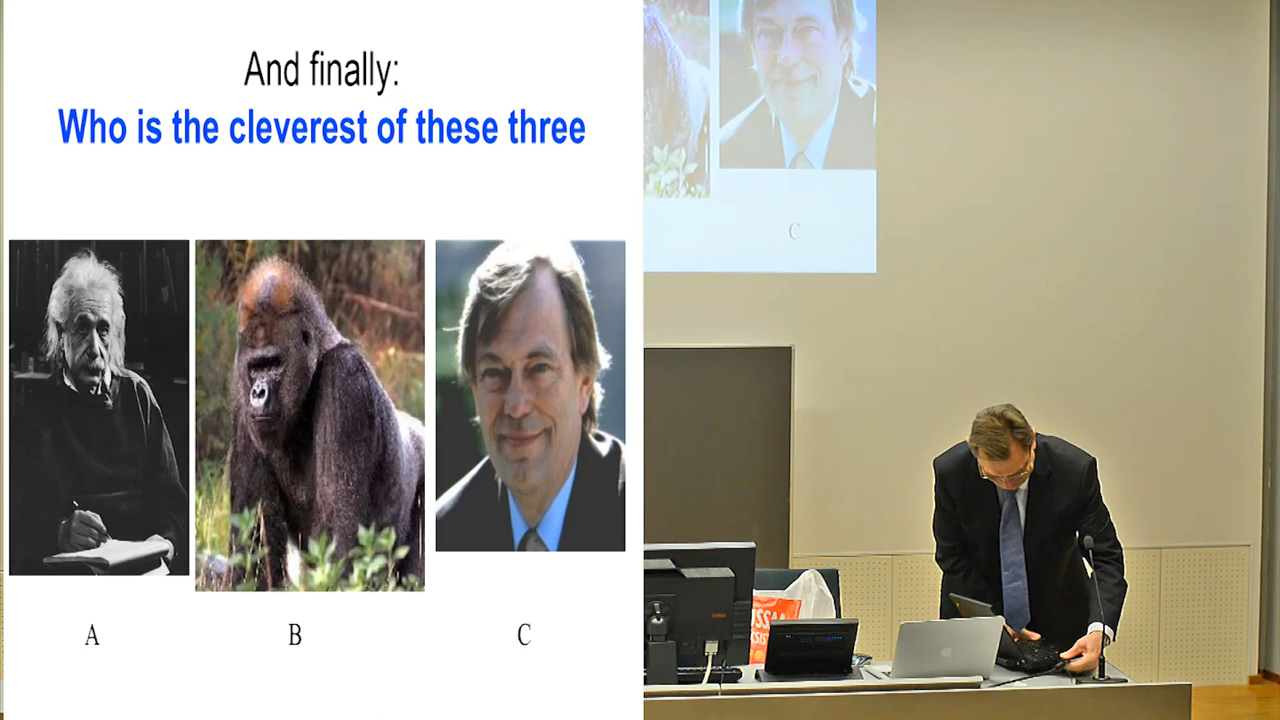 And finally:
Who is the cleverest of these three
A
B
C
C